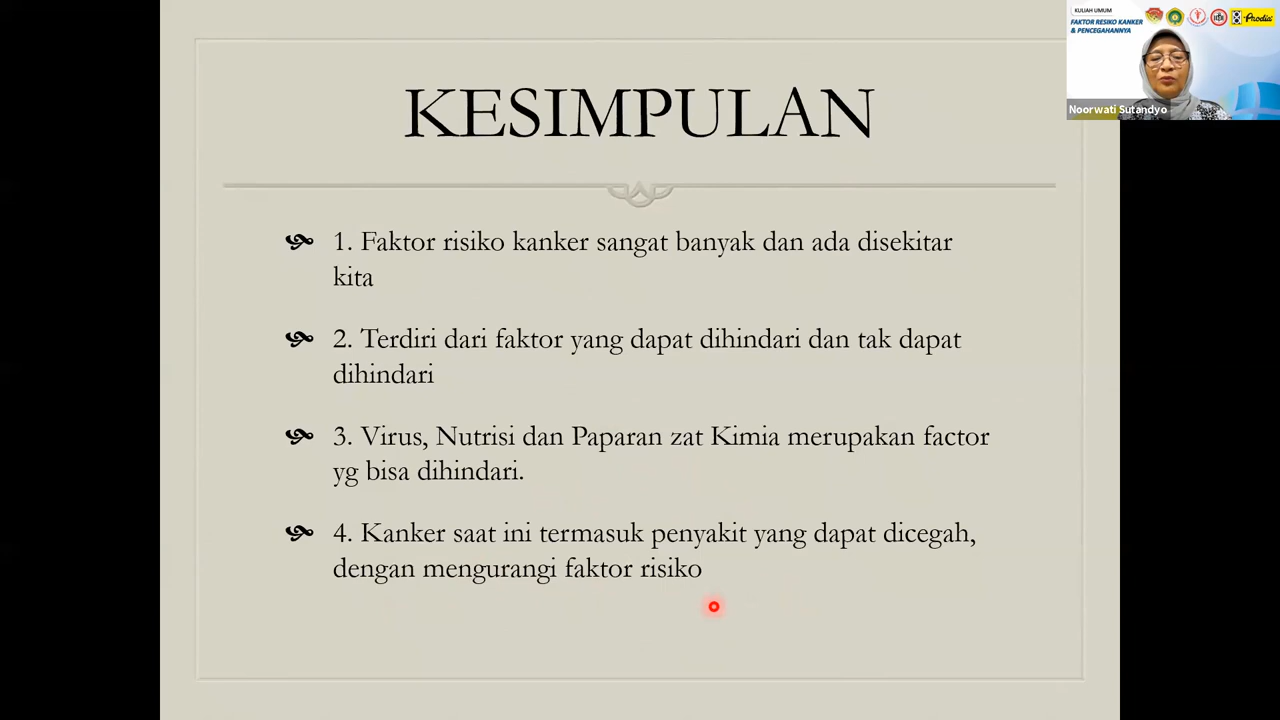 KESIMPULAN
1. Faktor risiko kanker sangat banyak dan ada disekitar
kita
2. Terdiri dari faktor yang dapat dihindari dan tak dapat
dihindari
3. Virus, Nutrisi dan Paparan zat Kimia merupakan factor
yg bisa dihindari.
4. Kanker saat ini termasuk penyakit yang dapat dicegah,
dengan mengurangi faktor risiko
KULIAH UMUM
FAKTOR RESIKO KANKER
& PENCEGAHANNYA
Prodia
Noorwati Sutandyo